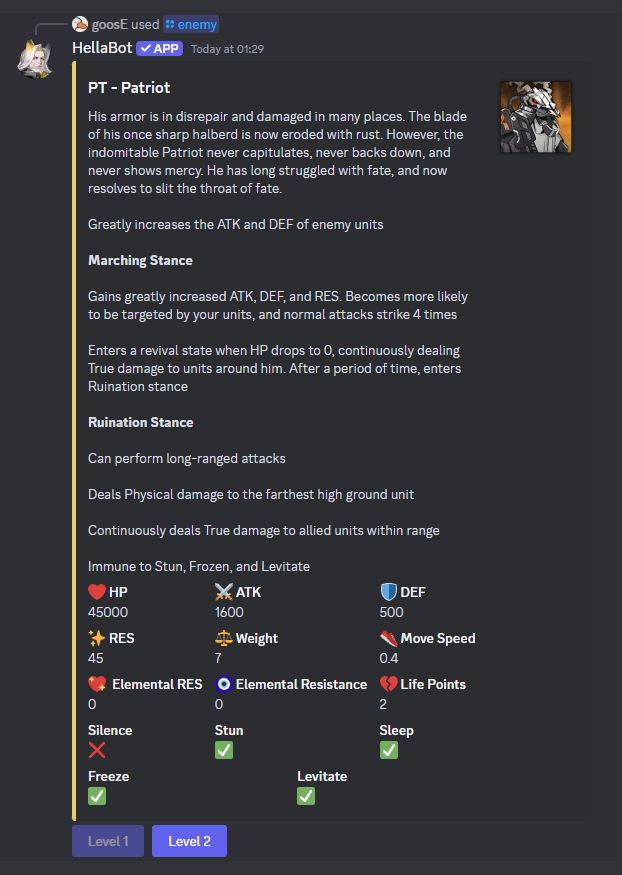 goosE used enemy
HellaBot ✓ APP Today at 01:29
PT - Patriot
His armor is in disrepair and damaged in many places. The blade
of his once sharp halberd is now eroded with rust. However, the
indomitable Patriot never capitulates, never backs down, and
never shows mercy. He has long struggled with fate, and now
resolves to slit the throat of fate.
Greatly increases the ATK and DEF of enemy units
Marching Stance
Gains greatly increased ATK, DEF, and RES. Becomes more likely
to be targeted by your units, and normal attacks strike 4 times
Enters a revival state when HP drops to 0, continuously dealing
True damage to units around him. After a period of time, enters
Ruination stance
Ruination Stance
Can perform long-ranged attacks
Deals Physical damage to the farthest high ground unit
Continuously deals True damage to allied units within range
Immune to Stun, Frozen, and Levitate
HP ATK DEF
45000 1600 500
RES Weight Move Speed
45 7 0.4
Elemental RES Elemental Resistance Life Points
0 0 2
Silence Stun Sleep
Freeze Levitate
Level 1 Level 2